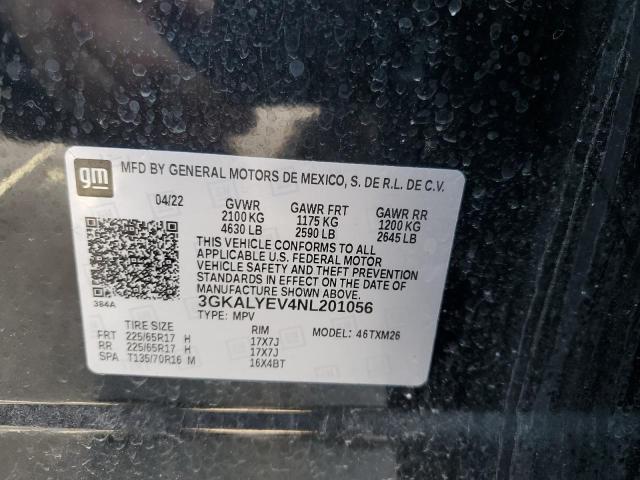 gm MFD BY GENERAL MOTORS DE MEXICO, S. DE R.L. DE C.V.
04/22 GVWR GAWR FRT GAWR RR
2100 KG 1175 KG 1200 KG
4630 LB 2590 LB 2645 LB
THIS VEHICLE CONFORMS TO ALL
APPLICABLE U.S. FEDERAL MOTOR
VEHICLE SAFETY AND THEFT PREVENTION
STANDARDS IN EFFECT ON THE DATE OF
MANUFACTURE SHOWN ABOVE.
384A 3GKALYEV4NL201056
TYPE: MPV
TIRE SIZE RIM MODEL: 46TXM26
FRT 225/65R17 H 17X7J
RR 225/65R17 H 17X7J
SPA T135/70R16 M 16X4BT